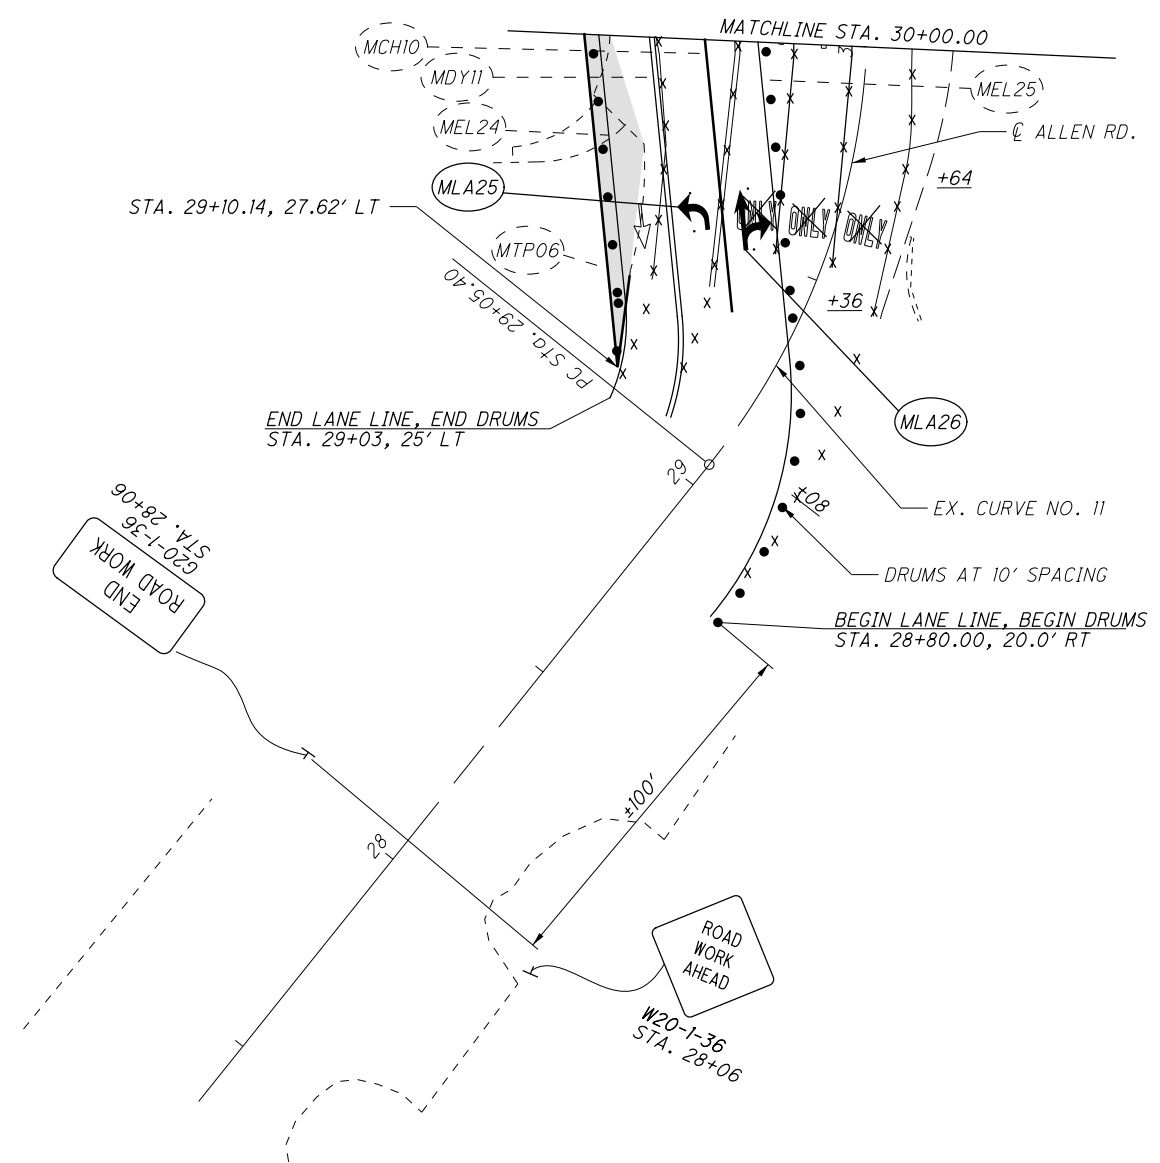 MATCHLINE STA. 30+00.00
MCH10
MDY11
MEL24
MEL25
℄ ALLEN RD.
MLA25
+64
STA. 29+10.14, 27.62' LT
ONLY
ONLY
ONLY
MTP06
+36
PC Sta. 29+05.40
END LANE LINE, END DRUMS
STA. 29+03, 25' LT
MLA26
29
+08
EX. CURVE NO. 11
G20-1-36
STA. 28+06
END
ROAD WORK
DRUMS AT 10' SPACING
BEGIN LANE LINE, BEGIN DRUMS
STA. 28+80.00, 20.0' RT
±100'
28
ROAD
WORK
AHEAD
W20-1-36
STA. 28+06